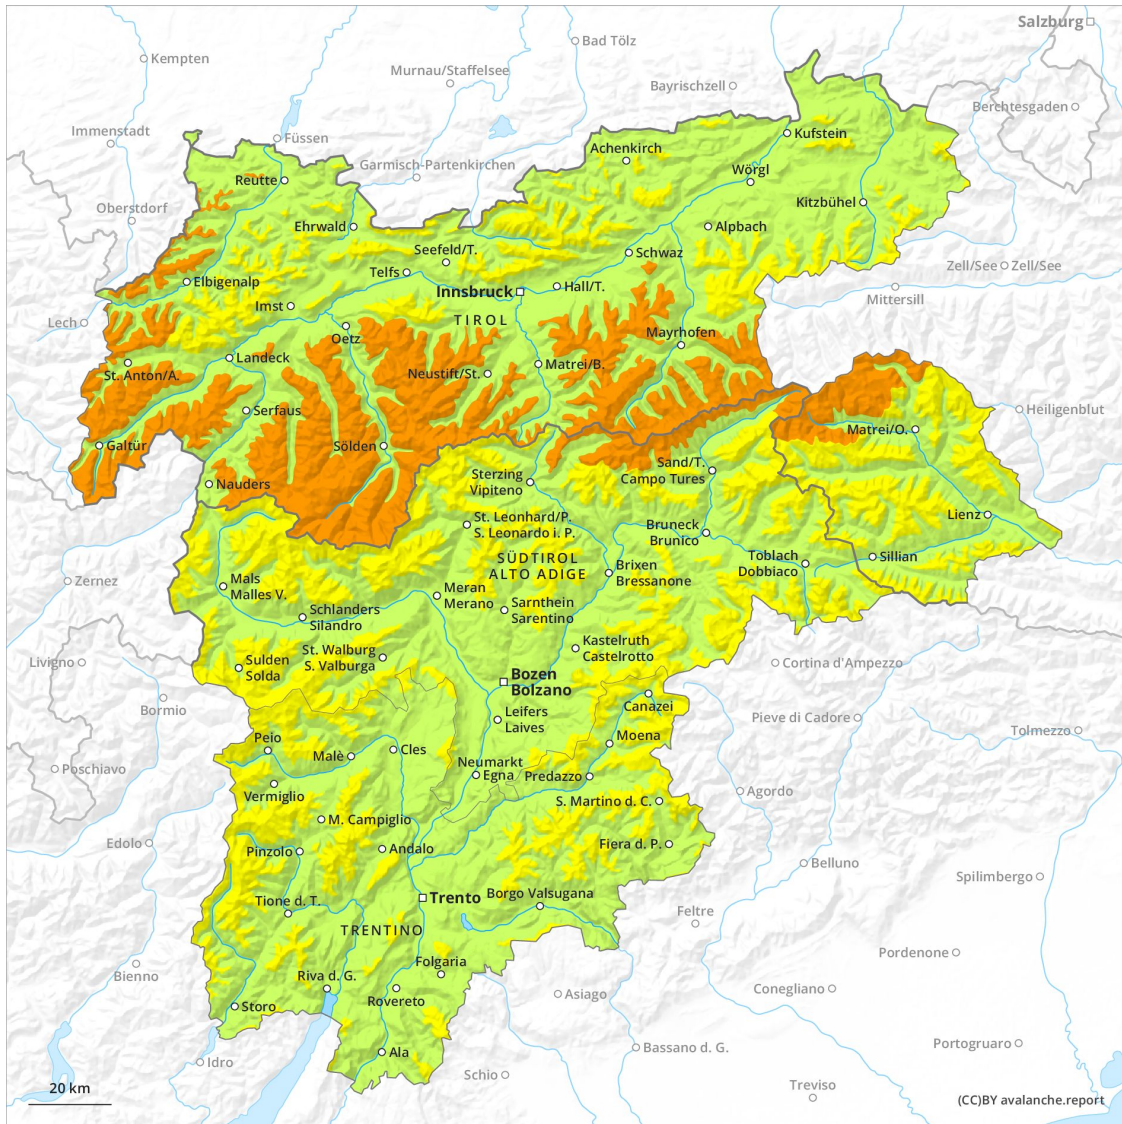 Salzburg
Kempten
Bad Tölz
Murnau/Staffelsee
Bayrischzell
Berchtesgaden
Immenstadt
Füssen
Kufstein
Achenkirch
Garmisch-Partenkirchen
Wörgl
Reutte
Oberstdorf
Kitzbühel
Ehrwald
Alpbach
Seefeld/T.
Schwaz
Telfs
Zell/See
Zell/See
Elbigenalp
Innsbruck
Hall/T.
Mittersill
Imst
Lech
TIROL
Oetz
Mayrhofen
Landeck
St. Anton/A.
Neustift/St.
Matrei/B.
Serfaus
Heiligenblut
Matrei/O.
Galtür
Sölden
Sand/T.
Campo Tures
Sterzing
Vipiteno
Nauders
St. Leonhard/P.
S. Leonardo i. P.
Lienz
Bruneck
Brunico
SÜDTIROL
ALTO ADIGE
Toblach
Dobbiaco
Sillian
Brixen
Bressanone
Zernez
Mals
Malles V.
Meran
Merano
Sarnthein
Sarentino
Schlanders
Silandro
Kastelruth
Castelrotto
St. Walburg
S. Valburga
Livigno
Sulden
Solda
Cortina d'Ampezzo
Bozen
Bolzano
Bormio
Canazei
Leifers
Laives
Pieve di Cadore
Tolmezzo
Peio
Moena
Malè
Cles
Neumarkt
Egna
Predazzo
Poschiavo
Vermiglio
Agordo
S. Martino d. C.
M. Campiglio
Edolo
Pinzolo
Andalo
Fiera d. P.
Belluno
Spilimbergo
Trento
Borgo Valsugana
Tione d. T.
Feltre
TRENTINO
Pordenone
Folgaria
Bienno
Riva d. G.
Conegliano
Asiago
Rovereto
Storo
Portogruaro
Bassano d. G.
Ala
Idro
Schio
Treviso
20 km
(CC)BY avalanche.report